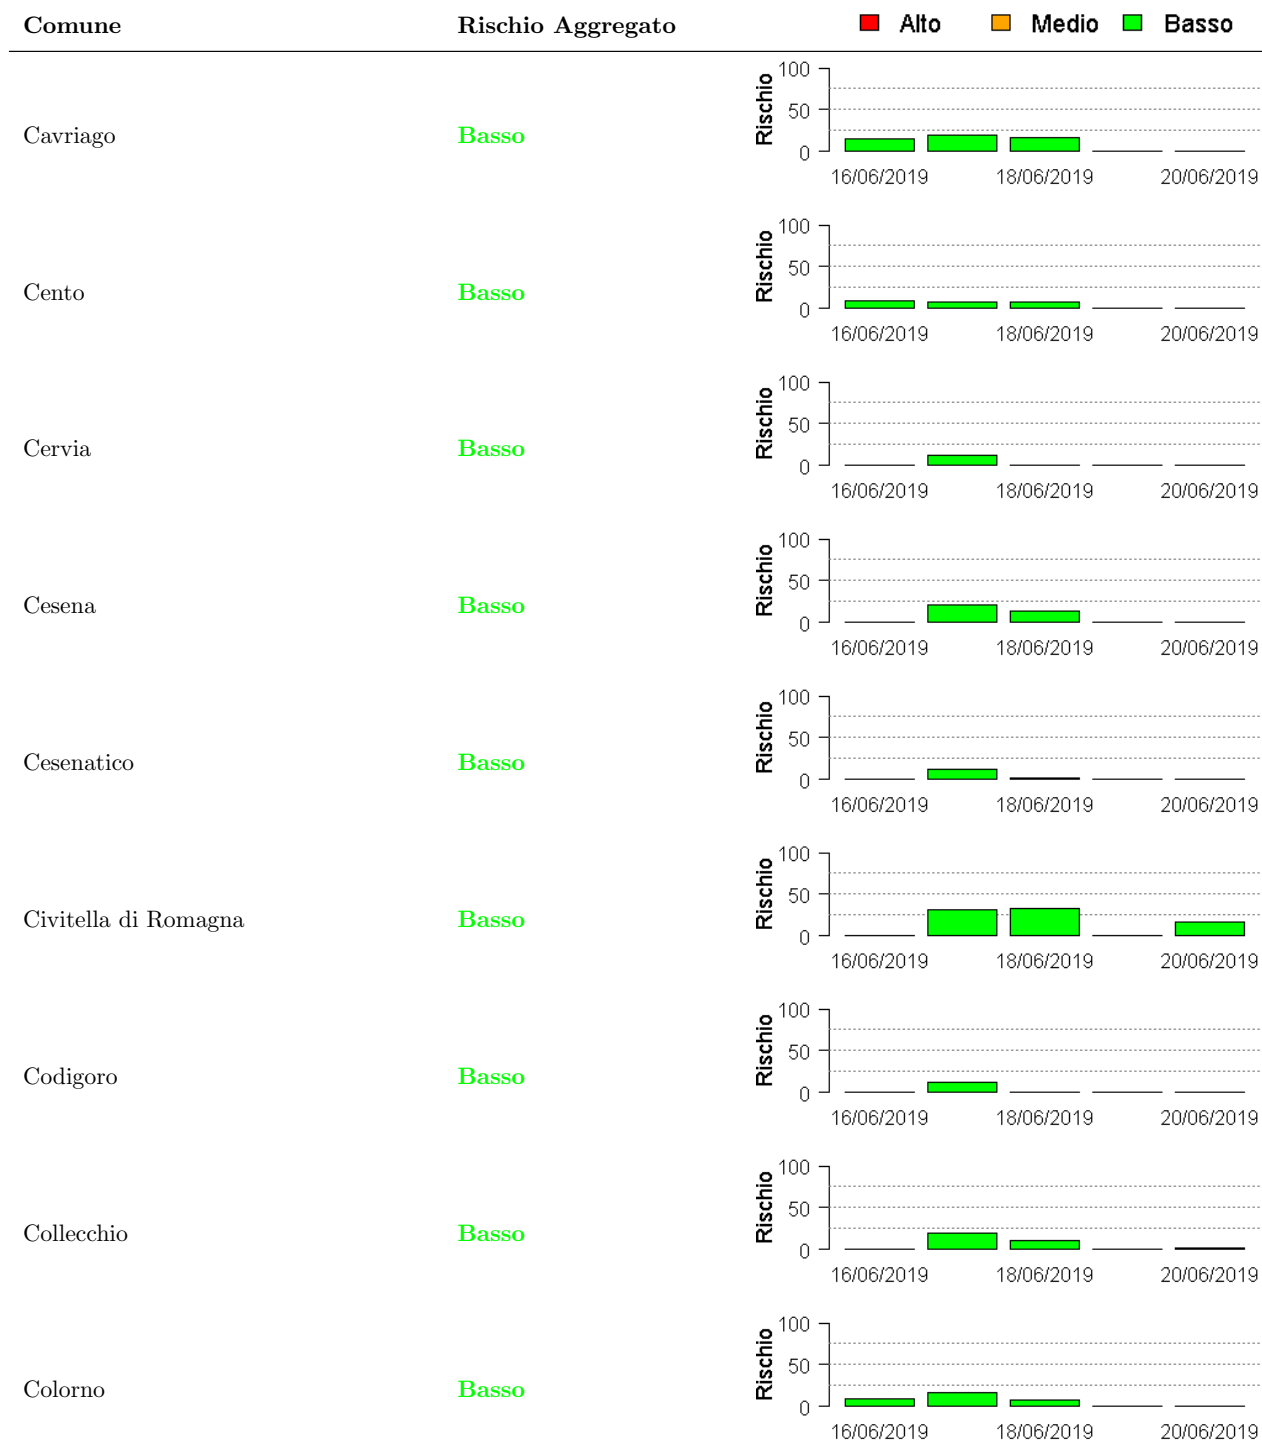 Comune Rischio Aggregato Alto Medio Basso
Cavriago Basso
Rischio
100
50
0
16/06/2019 18/06/2019 20/06/2019
Cento Basso
Rischio
100
50
0
16/06/2019 18/06/2019 20/06/2019
Cervia Basso
Rischio
100
50
0
16/06/2019 18/06/2019 20/06/2019
Cesena Basso
Rischio
100
50
0
16/06/2019 18/06/2019 20/06/2019
Cesenatico Basso
Rischio
100
50
0
16/06/2019 18/06/2019 20/06/2019
Civitella di Romagna Basso
Rischio
100
50
0
16/06/2019 18/06/2019 20/06/2019
Codigoro Basso
Rischio
100
50
0
16/06/2019 18/06/2019 20/06/2019
Collecchio Basso
Rischio
100
50
0
16/06/2019 18/06/2019 20/06/2019
Colorno Basso
Rischio
100
50
0
16/06/2019 18/06/2019 20/06/2019